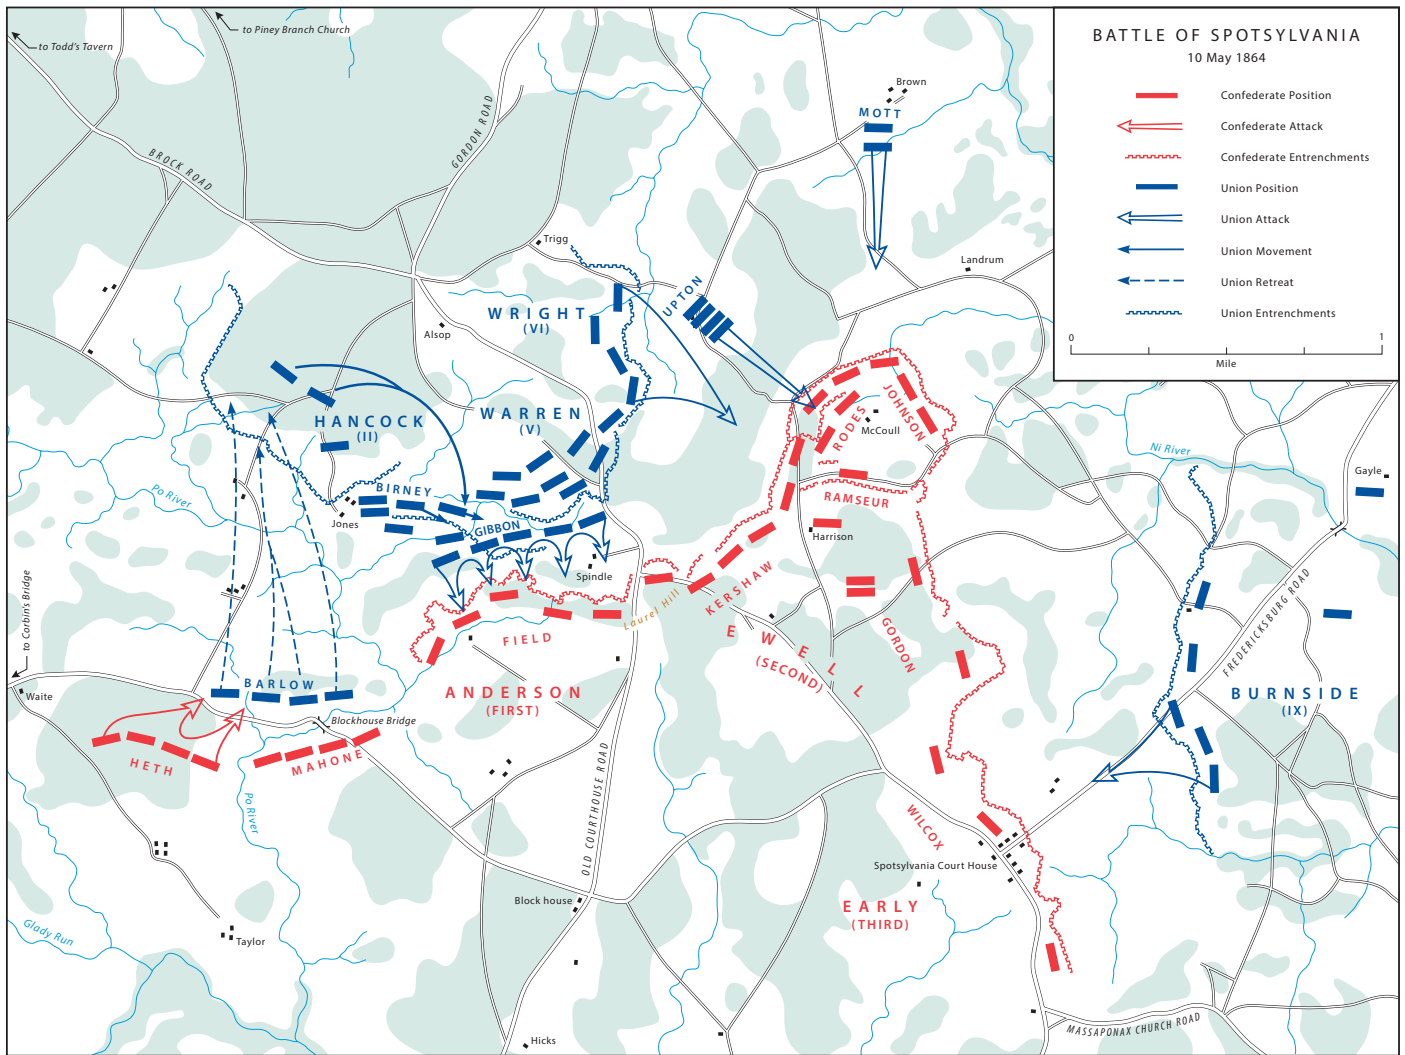 BATTLE OF SPOTSYLVANIA
10 May 1864
Confederate Position
Confederate Attack
Confederate Entrenchments
Union Position
Union Attack
Union Movement
Union Retreat
Union Entrenchments
0 1
Mile
to Piney Branch Church
to Todd's Tavern
BROCK ROAD
GORDON ROAD
Brown
MOTT
Trigg
Landrum
UPTON
WRIGHT
(VI)
Alsop
HANCOCK
(II)
WARREN
(V)
JOHNSON
RODES
McCoull
Ni River
Gayle
Po River
BIRNEY
Jones
GIBBON
RAMSEUR
Harrison
Spindle
KERSHAW
Laurel Hill
to Corbin's Bridge
FREDERICKSBURG ROAD
FIELD
EWELL
(SECOND)
GORDON
BARLOW
Waite
ANDERSON
(FIRST)
BURNSIDE
(IX)
Blockhouse Bridge
HETH
MAHONE
Po River
OLD COURTHOUSE ROAD
WILCOX
Spotsylvania Court House
Block house
EARLY
(THIRD)
Glady Run
Taylor
Hicks
MASSAPONAX CHURCH ROAD